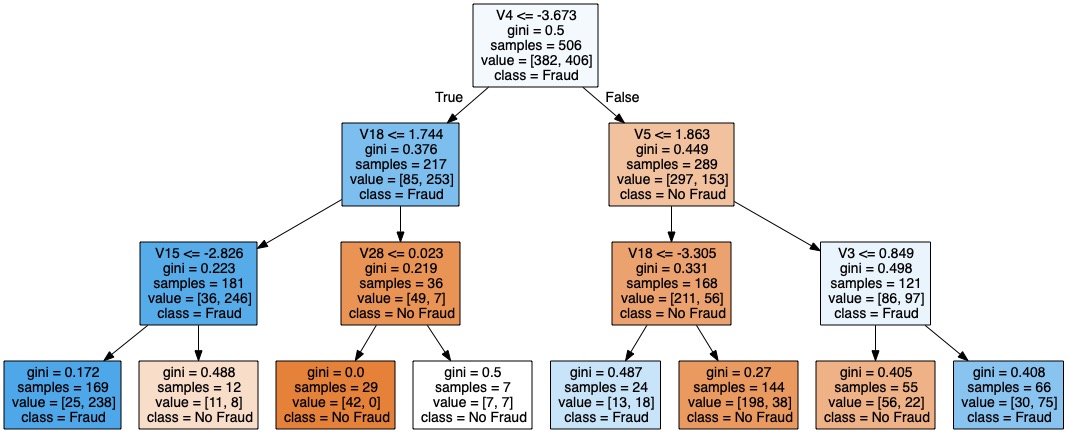 V4 <= -3.673
gini = 0.5
samples = 506
value = [382, 406]
class = Fraud
True
False
V18 <= 1.744
gini = 0.376
samples = 217
value = [85, 253]
class = Fraud
V5 <= 1.863
gini = 0.449
samples = 289
value = [297, 153]
class = No Fraud
V15 <= -2.826
gini = 0.223
samples = 181
value = [36, 246]
class = Fraud
V28 <= 0.023
gini = 0.219
samples = 36
value = [49, 7]
class = No Fraud
V18 <= -3.305
gini = 0.331
samples = 168
value = [211, 56]
class = No Fraud
V3 <= 0.849
gini = 0.498
samples = 121
value = [86, 97]
class = Fraud
gini = 0.172
samples = 169
value = [25, 238]
class = Fraud
gini = 0.488
samples = 12
value = [11, 8]
class = No Fraud
gini = 0.0
samples = 29
value = [42, 0]
class = No Fraud
gini = 0.5
samples = 7
value = [7, 7]
class = No Fraud
gini = 0.487
samples = 24
value = [13, 18]
class = Fraud
gini = 0.27
samples = 144
value = [198, 38]
class = No Fraud
gini = 0.405
samples = 55
value = [56, 22]
class = No Fraud
gini = 0.408
samples = 66
value = [30, 75]
class = Fraud